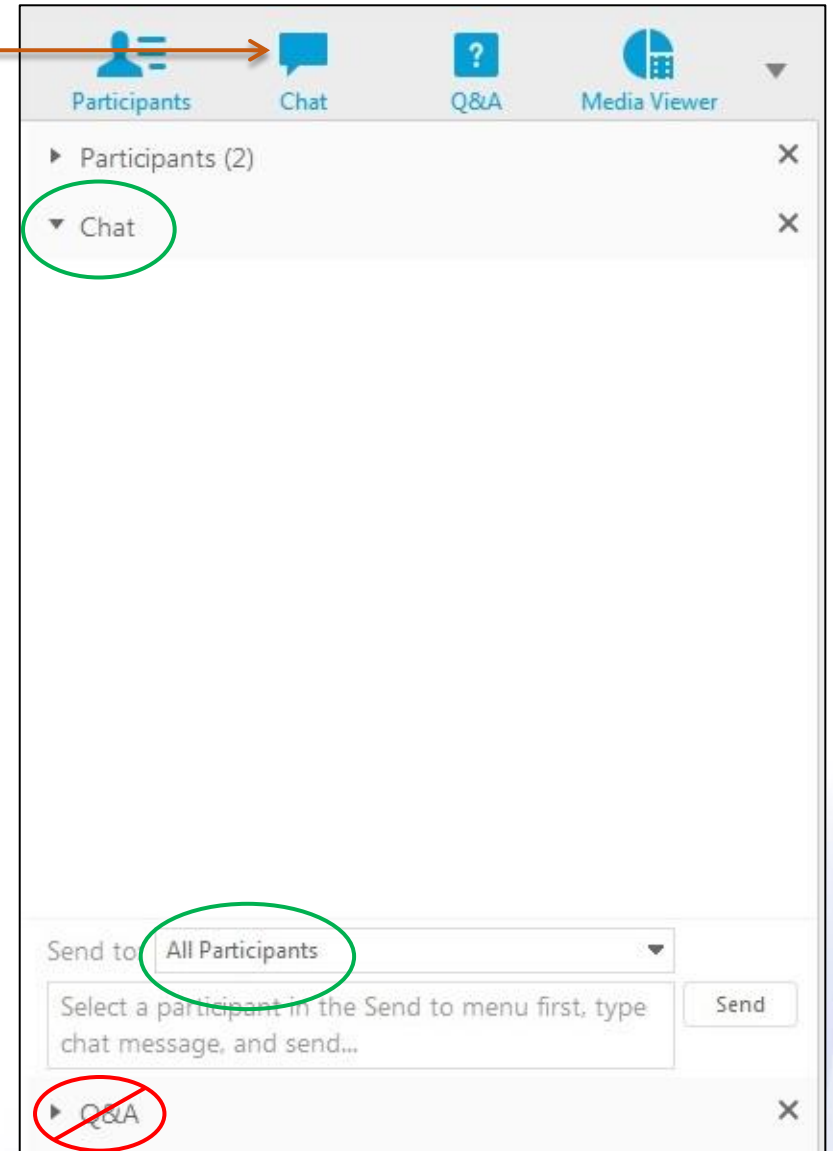 Participants Chat Q&A Media Viewer
Participants (2)
Chat
Send to: All Participants
Select a participant in the Send to menu first, type
chat message, and send...
Send
Q&A